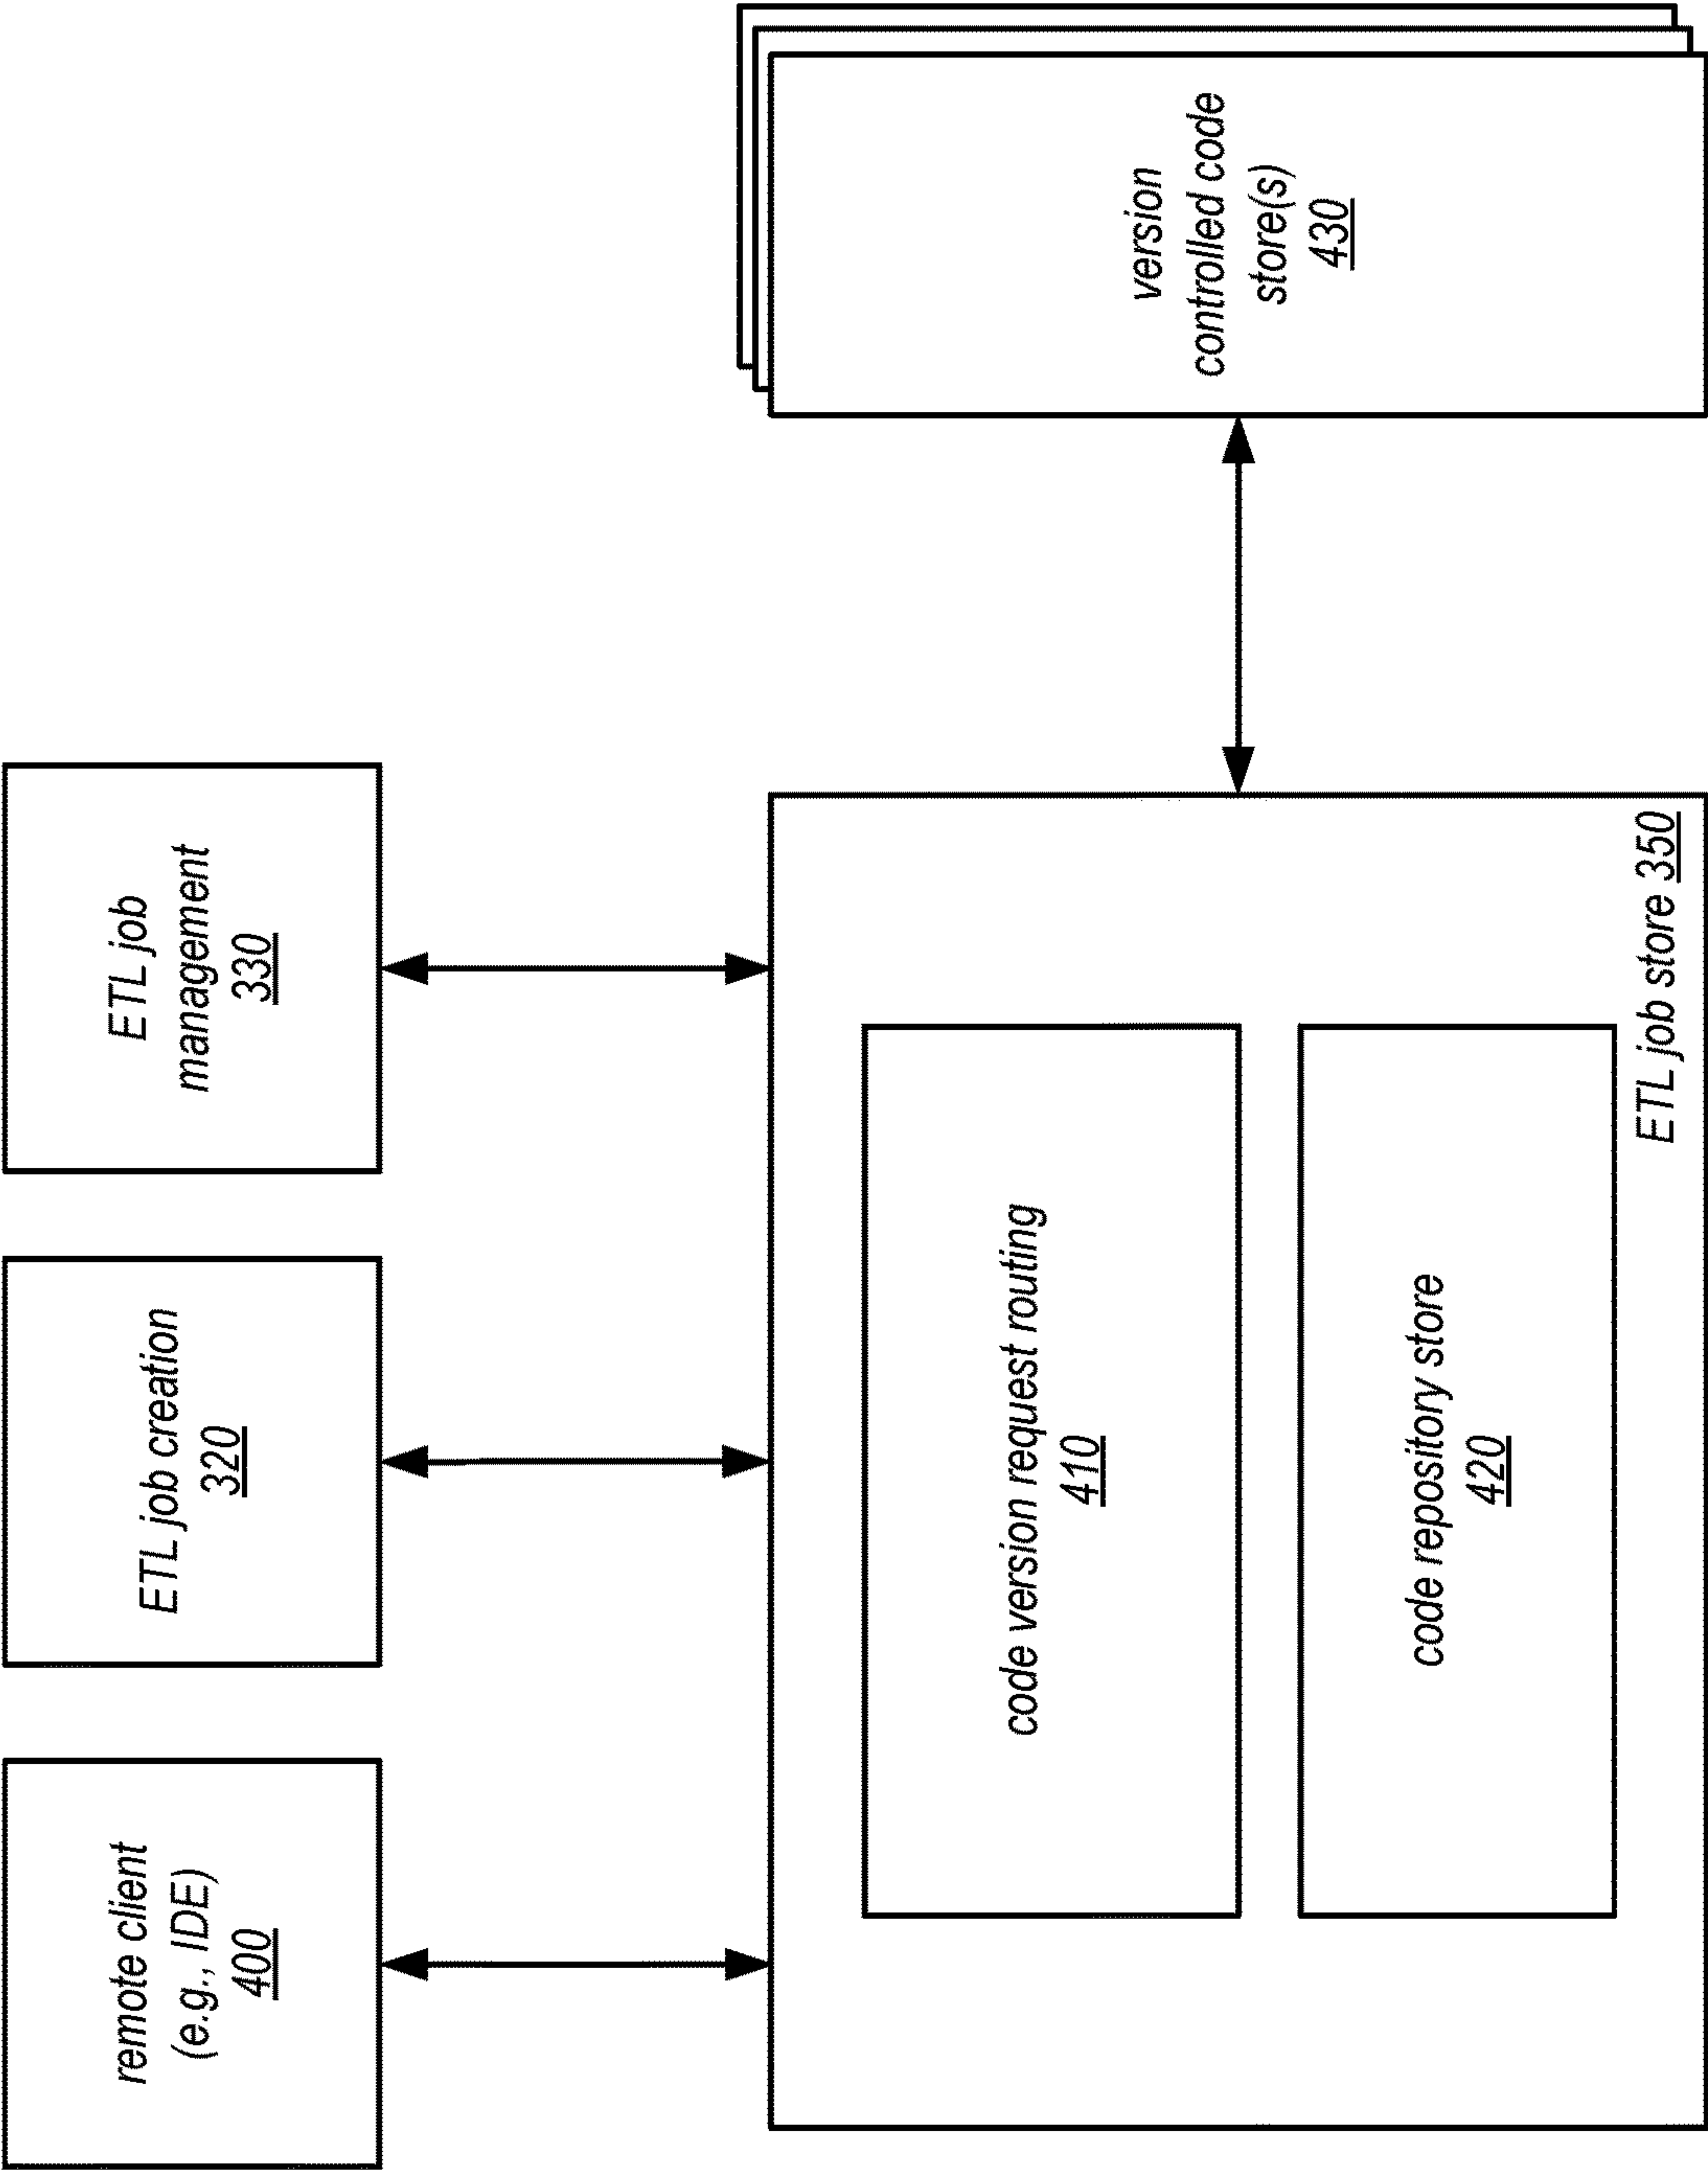 remote client
(e.g., IDE)
400
ETL job creation
320
ETL job
management
330
code version request routing
410
code repository store
420
ETL job store 350
version
controlled code
store(s)
430